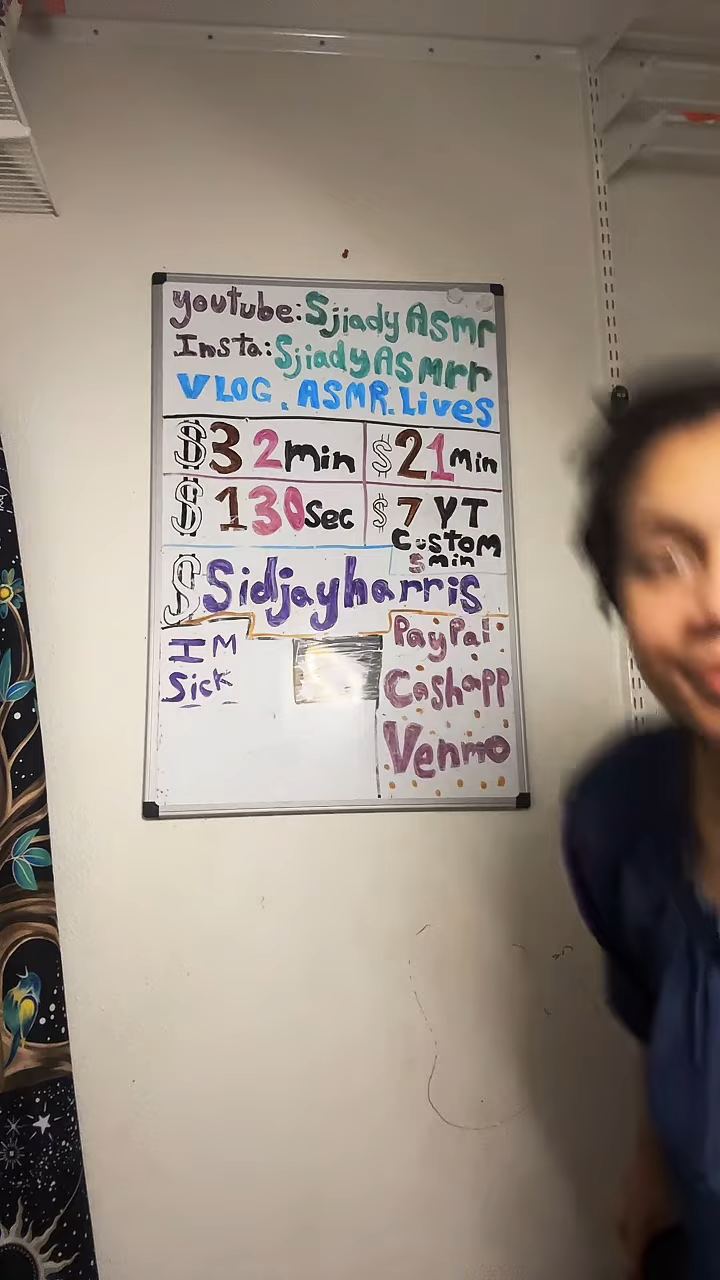 youtube: Sjiady Asmr
Insta: SjiadyASmrr
VLOG. ASMR. Lives
$3 2min
$2 1Min
$1 30Sec
$7 YT
Custom
5min
$Sidjayharris
IM
Sick
PayPal
Cashapp
Venmo